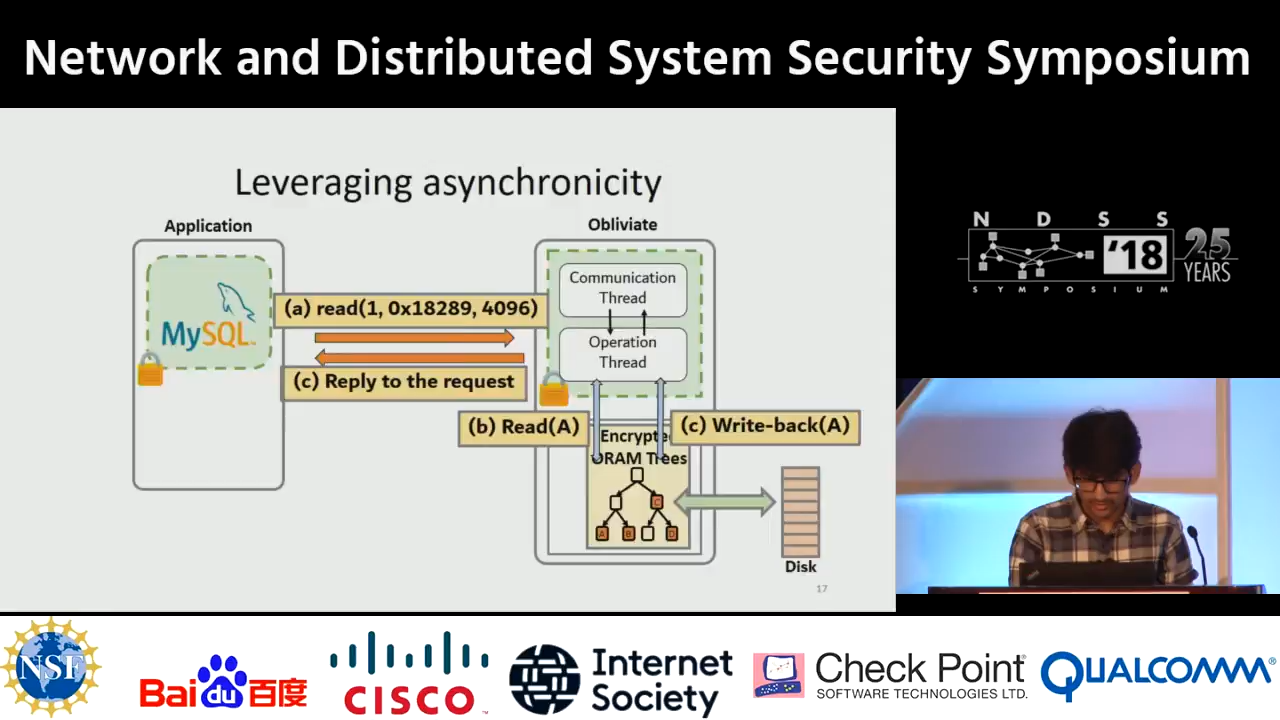 Network and Distributed System Security Symposium
Leveraging asynchronicity
Application
Obliviate
MySQL
(a) read(1, 0x18289, 4096)
(c) Reply to the request
Communication
Thread
Operation
Thread
(b) Read(A)
(c) Write-back(A)
Encrypte
ORAM Trees
C
A
B
D
Disk
17
N D S S
'18
25
YEARS
S Y M P O S I U M
NSF
Bai du 百度
CISCO
Internet
Society
Check Point
SOFTWARE TECHNOLOGIES LTD.
QUALCOMM